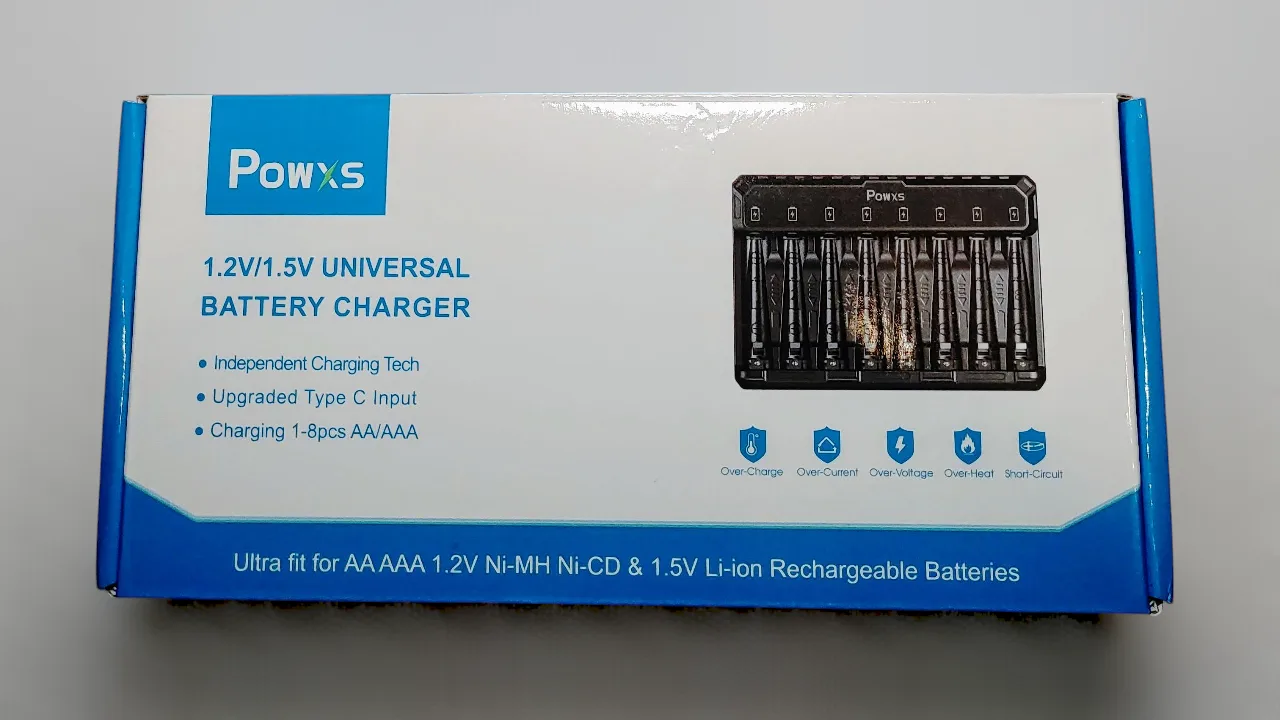 Powxs
1.2V/1.5V UNIVERSAL
BATTERY CHARGER
• Independent Charging Tech
• Upgraded Type C Input
• Charging 1-8pcs AA/AAA
Powxs
Over-Charge Over-Current Over-Voltage Over-Heat Short-Circuit
Ultra fit for AA AAA 1.2V Ni-MH Ni-CD & 1.5V Li-ion Rechargeable Batteries